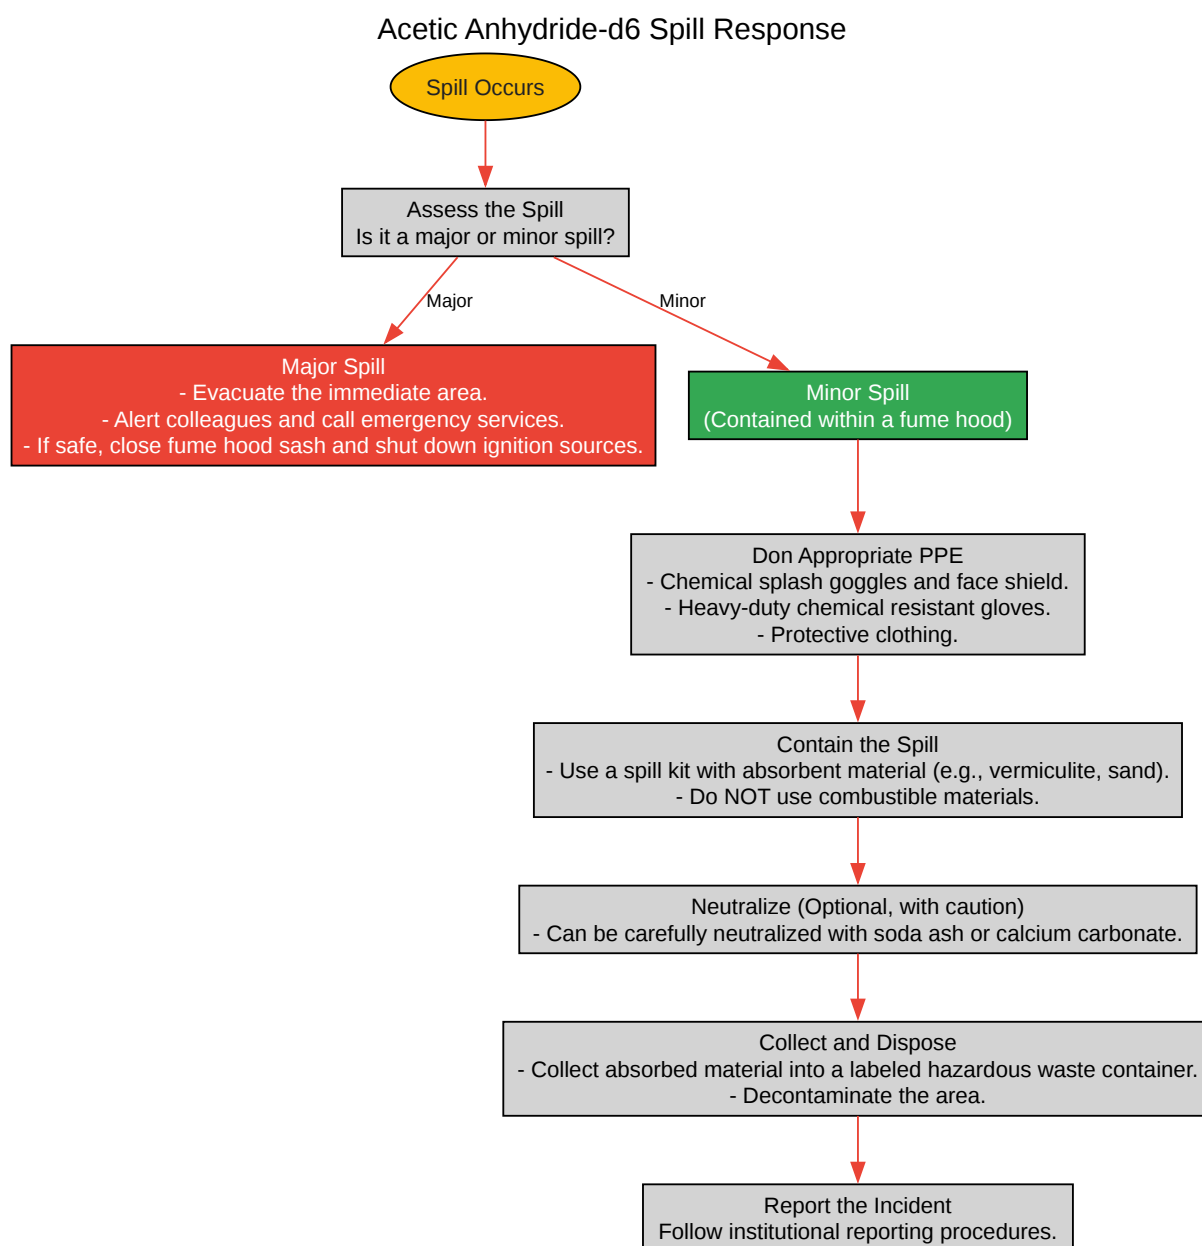 Acetic Anhydride-d6 Spill Response
Spill Occurs
Assess the Spill
Is it a major or minor spill?
Major
Minor
Major Spill
- Evacuate the immediate area.
- Alert colleagues and call emergency services.
- If safe, close fume hood sash and shut down ignition sources.
Minor Spill
(Contained within a fume hood)
Don Appropriate PPE
- Chemical splash goggles and face shield.
- Heavy-duty chemical resistant gloves.
- Protective clothing.
Contain the Spill
- Use a spill kit with absorbent material (e.g., vermiculite, sand).
- Do NOT use combustible materials.
Neutralize (Optional, with caution)
- Can be carefully neutralized with soda ash or calcium carbonate.
Collect and Dispose
- Collect absorbed material into a labeled hazardous waste container.
- Decontaminate the area.
Report the Incident
Follow institutional reporting procedures.